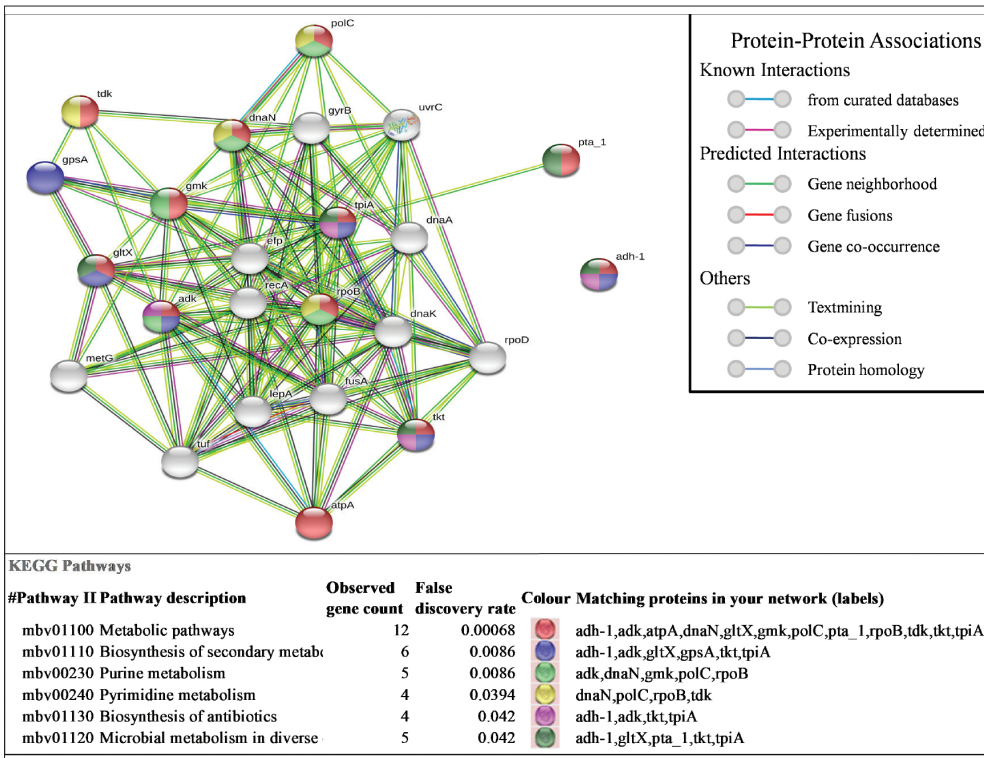 polC
tdk
dnaN
gyrB
uvrC
pta_1
gpsA
gmk
tpiA
dnaA
efp
gltX
adh-1
recA
rpoB
adk
dnaK
rpoD
metG
fusA
lepA
tkt
tuf
atpA
Protein-Protein Associations
Known Interactions
from curated databases
Experimentally determined
Predicted Interactions
Gene neighborhood
Gene fusions
Gene co-occurrence
Others
Textmining
Co-expression
Protein homology
KEGG Pathways
#Pathway II Pathway description Observed gene count False discovery rate Colour Matching proteins in your network (labels)
mbv01100 Metabolic pathways 12 0.00068 adh-1,adk,atpA,dnaN,gltX,gmk,polC,pta_1,rpoB,tdk,tkt,tpiA
mbv01110 Biosynthesis of secondary metabo 6 0.0086 adh-1,adk,gltX,gpsA,tkt,tpiA
mbv00230 Purine metabolism 5 0.0086 adk,dnaN,gmk,polC,rpoB
mbv00240 Pyrimidine metabolism 4 0.0394 dnaN,polC,rpoB,tdk
mbv01130 Biosynthesis of antibiotics 4 0.042 adh-1,adk,tkt,tpiA
mbv01120 Microbial metabolism in diverse 5 0.042 adh-1,gltX,pta_1,tkt,tpiA